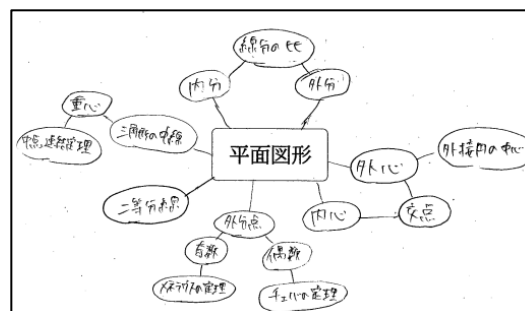 線分の比
内分
外分
重心
中点連結定理
三角形の中線
平面図形
外心
外接円の中心
二等分線
外分点
内心
交点
奇数
偶数
メネラウスの定理
チェバの定理